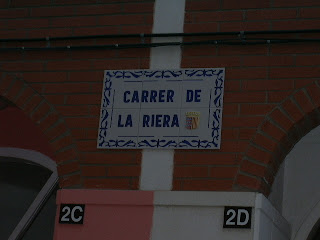 CARRER DE
LA RIERA
2C
2D